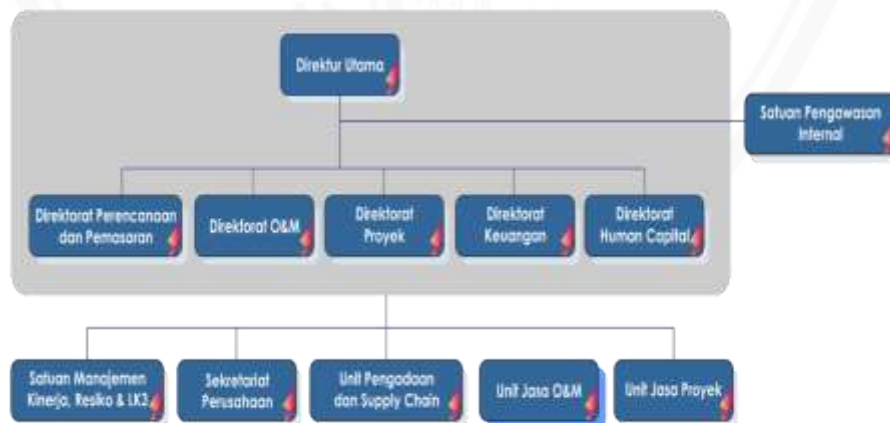 Direktur Utama
Satuan Pengawasan
Internal
Direktorat Perencanaan
dan Pemasaran
Direktorat O&M
Direktorat
Proyek
Direktorat
Keuangan
Direktorat
Human Capital
Satuan Manajemen
Kinerja, Resiko & LK3
Sekretariat
Perusahaan
Unit Pengadaan
dan Supply Chain
Unit Jasa O&M
Unit Jasa Proyek